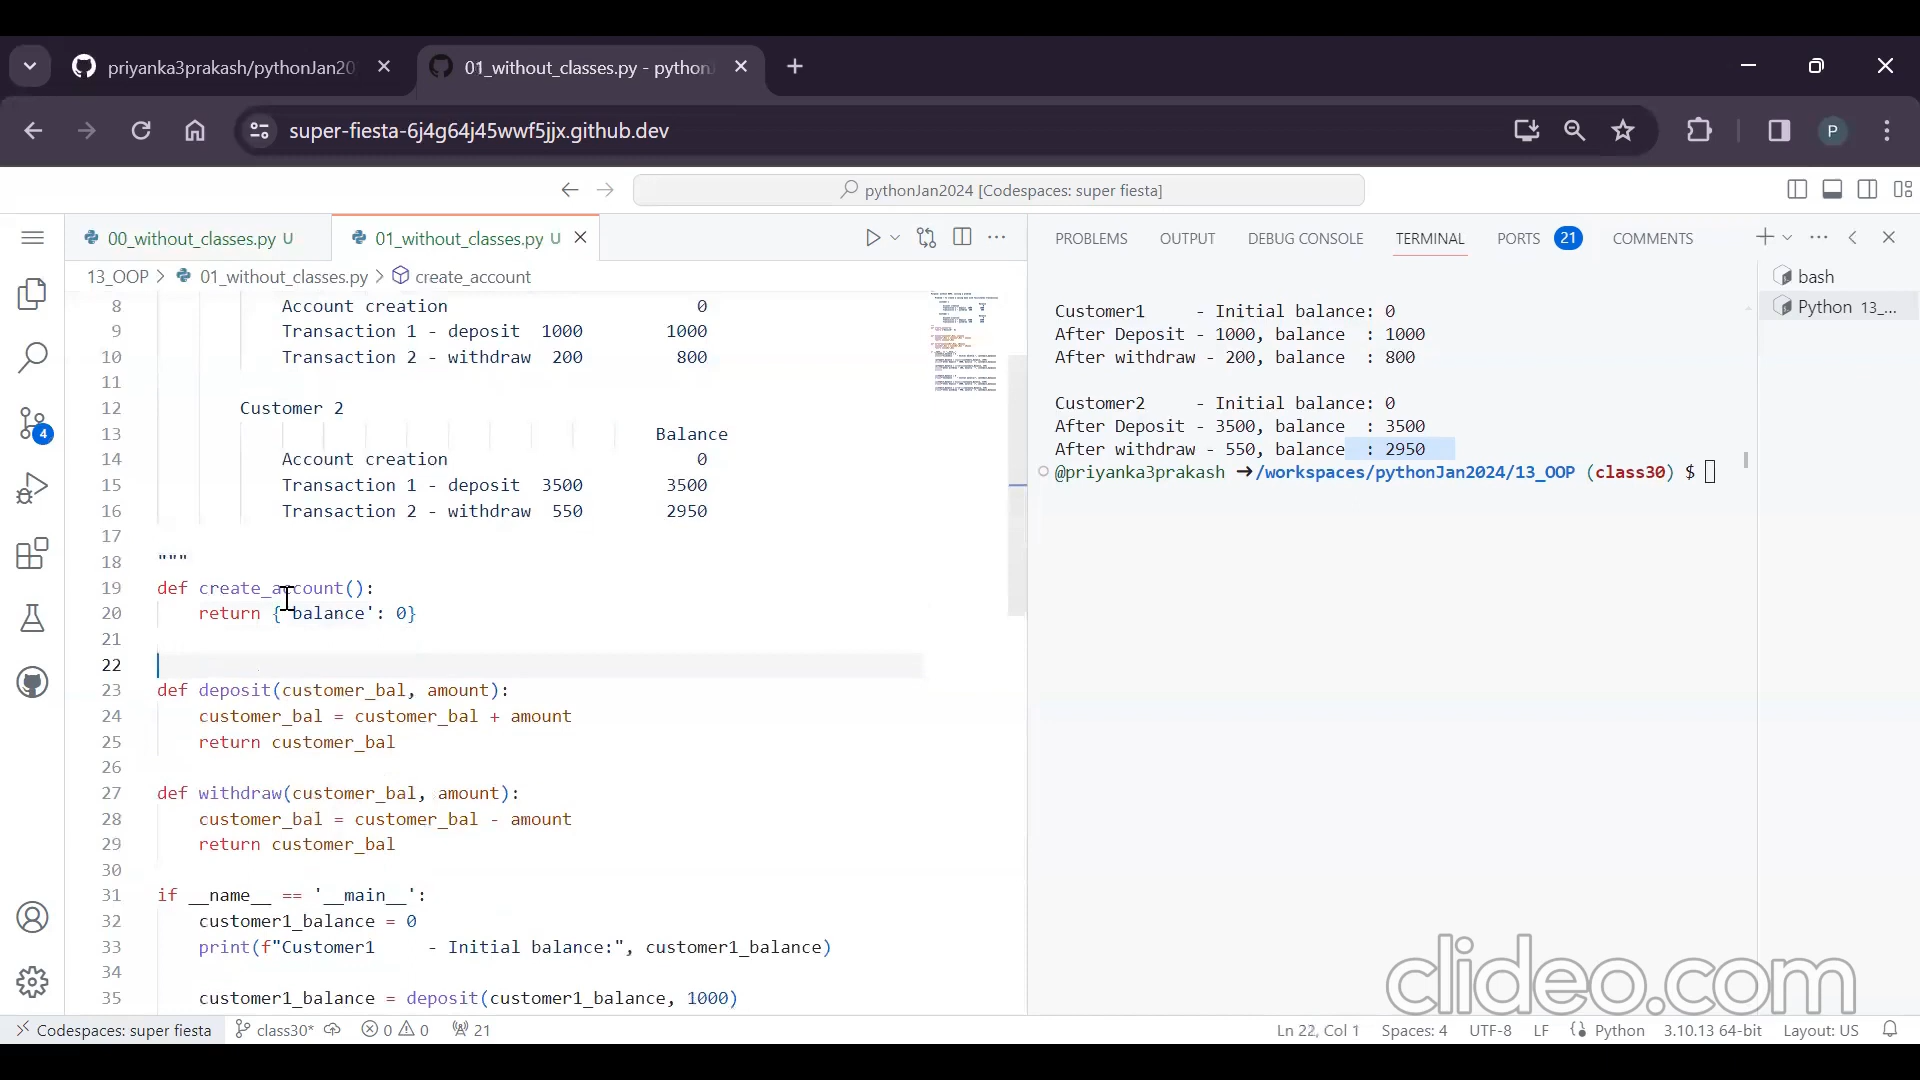 priyanka3prakash/pythonJan20
01_without_classes.py - python
super-fiesta-6j4g64j45wwf5jjx.github.dev
P
pythonJan2024 [Codespaces: super fiesta]
00_without_classes.py U
01_without_classes.py U
13_OOP > 01_without_classes.py > create_account
8 Account creation 0
9 Transaction 1 - deposit 1000 1000
10 Transaction 2 - withdraw 200 800
11
12 Customer 2
13 Balance
14 Account creation 0
15 Transaction 1 - deposit 3500 3500
16 Transaction 2 - withdraw 550 2950
17
18 """
19 def create_account():
20 return {'balance': 0}
21
22
23 def deposit(customer_bal, amount):
24 customer_bal = customer_bal + amount
25 return customer_bal
26
27 def withdraw(customer_bal, amount):
28 customer_bal = customer_bal - amount
29 return customer_bal
30
31 if __name__ == '__main__':
32 customer1_balance = 0
33 print(f"Customer1 - Initial balance:", customer1_balance)
34
35 customer1_balance = deposit(customer1_balance, 1000)
PROBLEMS OUTPUT DEBUG CONSOLE TERMINAL PORTS 21 COMMENTS
Customer1 - Initial balance: 0
After Deposit - 1000, balance : 1000
After withdraw - 200, balance : 800
Customer2 - Initial balance: 0
After Deposit - 3500, balance : 3500
After withdraw - 550, balance : 2950
@priyanka3prakash →/workspaces/pythonJan2024/13_OOP (class30) $
bash
Python 13_...
4
clideo.com
Codespaces: super fiesta class30* 0 0 21 Ln 22, Col 1 Spaces: 4 UTF-8 LF Python 3.10.13 64-bit Layout: US